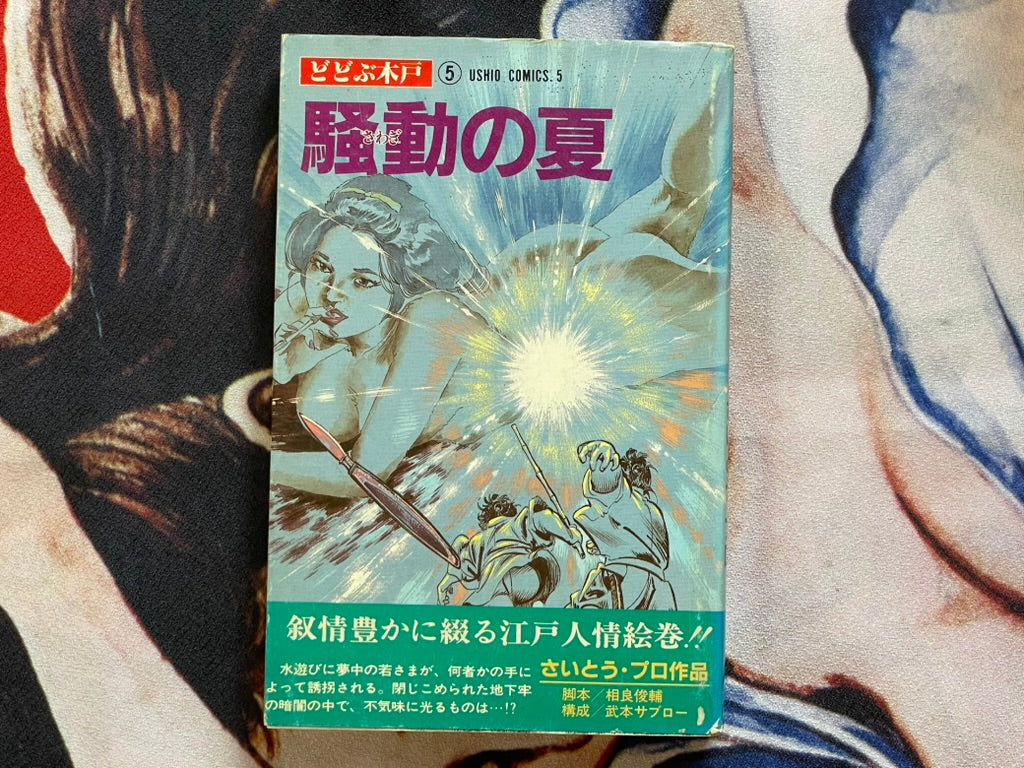 どどぶ木戸 ⑤ USHIO COMICS.5
騒動の夏
さわぎ
叙情豊かに綴る江戸人情絵巻!!
水遊びに夢中の若さまが、何者かの手に
よって誘拐される。閉じこめられた地下牢
の暗闇の中で、不気味に光るものは…!?
さいとう・プロ作品
脚本/相良俊輔
構成/武本サブロー